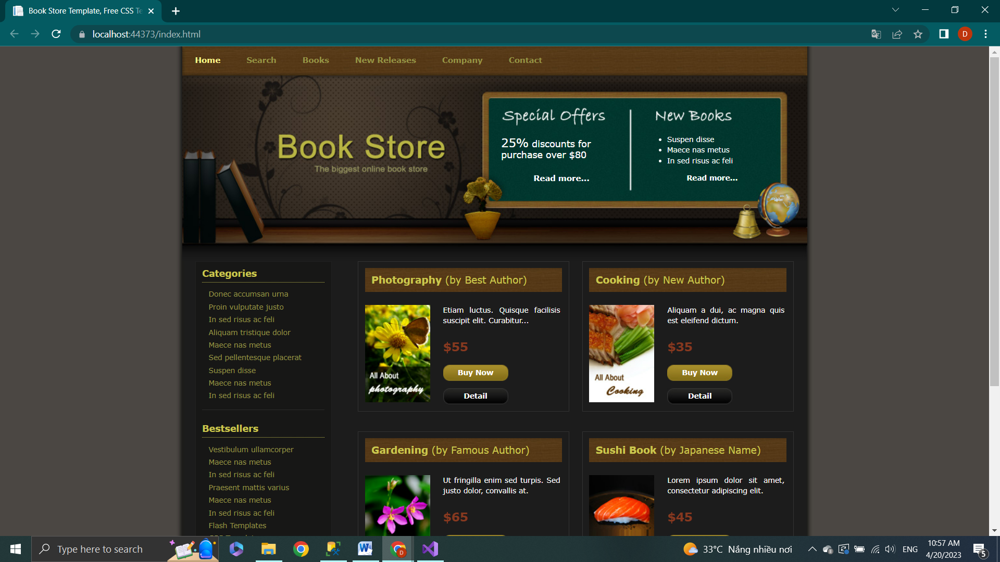 Book Store Template, Free CSS Te
localhost:44373/index.html
D
Home Search Books New Releases Company Contact
Book Store
The biggest online book store
Special Offers
25% discounts for
purchase over $80
Read more...
New Books
Suspen disse
Maece nas metus
In sed risus ac feli
Read more...
Categories
Donec accumsan urna
Proin vulputate justo
In sed risus ac feli
Aliquam tristique dolor
Maece nas metus
Sed pellentesque placerat
Suspen disse
Maece nas metus
In sed risus ac feli
Bestsellers
Vestibulum ullamcorper
Maece nas metus
In sed risus ac feli
Praesent mattis varius
Maece nas metus
In sed risus ac feli
Flash Templates
Photography (by Best Author)
All About
photography
Etiam luctus. Quisque facilisis
suscipit elit. Curabitur...
$55
Buy Now
Detail
Cooking (by New Author)
All About
Cooking
Aliquam a dui, ac magna quis
est eleifend dictum.
$35
Buy Now
Detail
Gardening (by Famous Author)
Ut fringilla enim sed turpis. Sed
justo dolor, convallis at.
$65
Sushi Book (by Japanese Name)
Lorem ipsum dolor sit amet,
consectetur adipiscing elit.
$45
Type here to search
D
33°C Nắng nhiều nơi
ENG
10:57 AM
4/20/2023
5